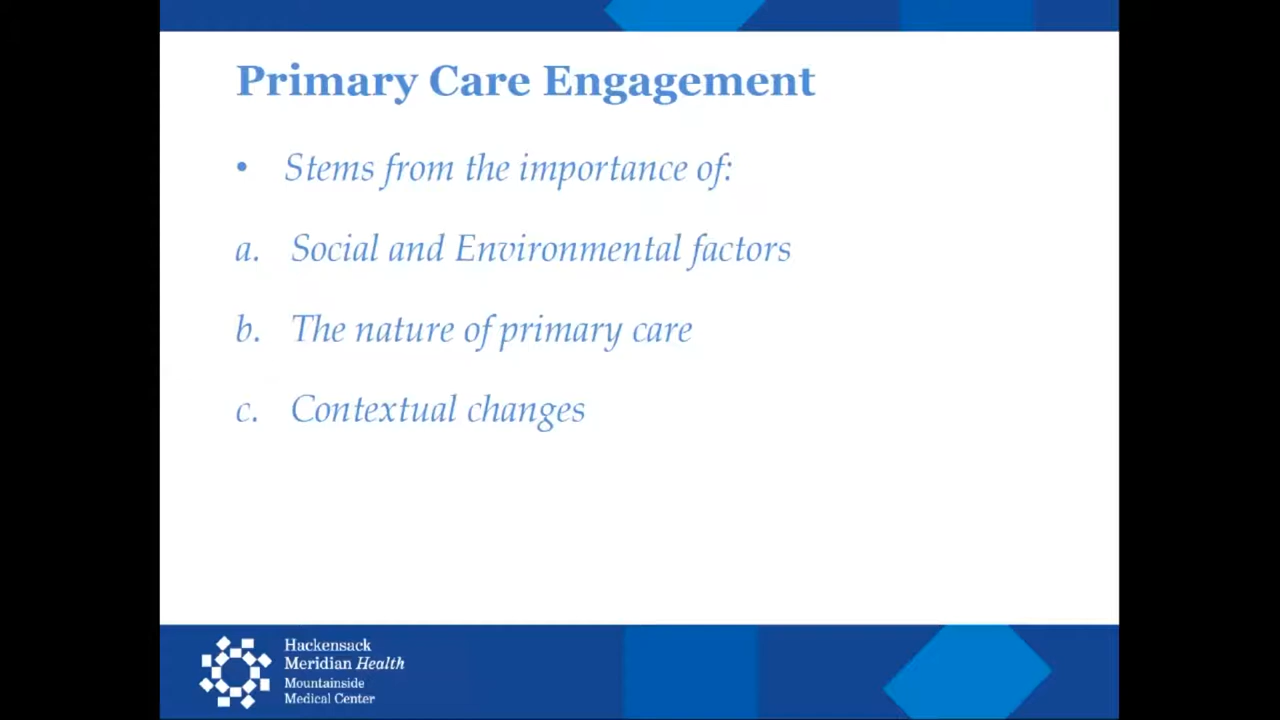 Primary Care Engagement
• Stems from the importance of:
a. Social and Environmental factors
b. The nature of primary care
c. Contextual changes
Hackensack
Meridian Health
Mountainside
Medical Center